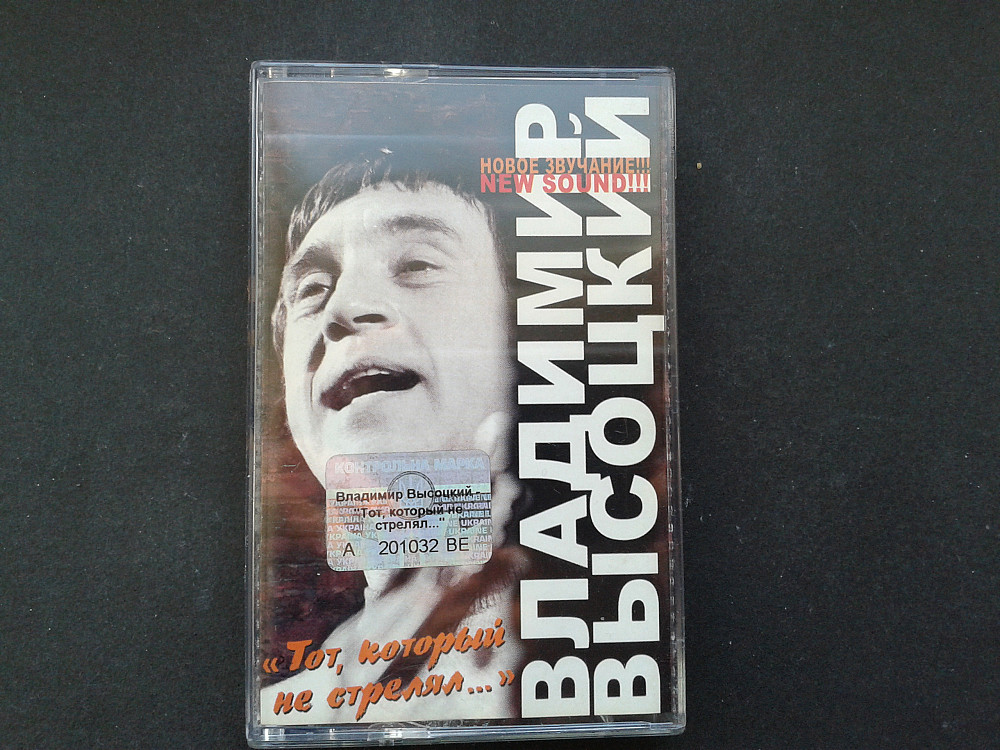 ВЛАДИМИР
ВЫСОЦКИЙ
НОВОЕ ЗВУЧАНИЕ!!!
NEW SOUND!!!
КОНТРОЛЬНА МАРКА
Владимир Высоцкий-
"Тот, который не
стрелял..."
А 201032 ВЕ
«Тот, который
не стрелял...»